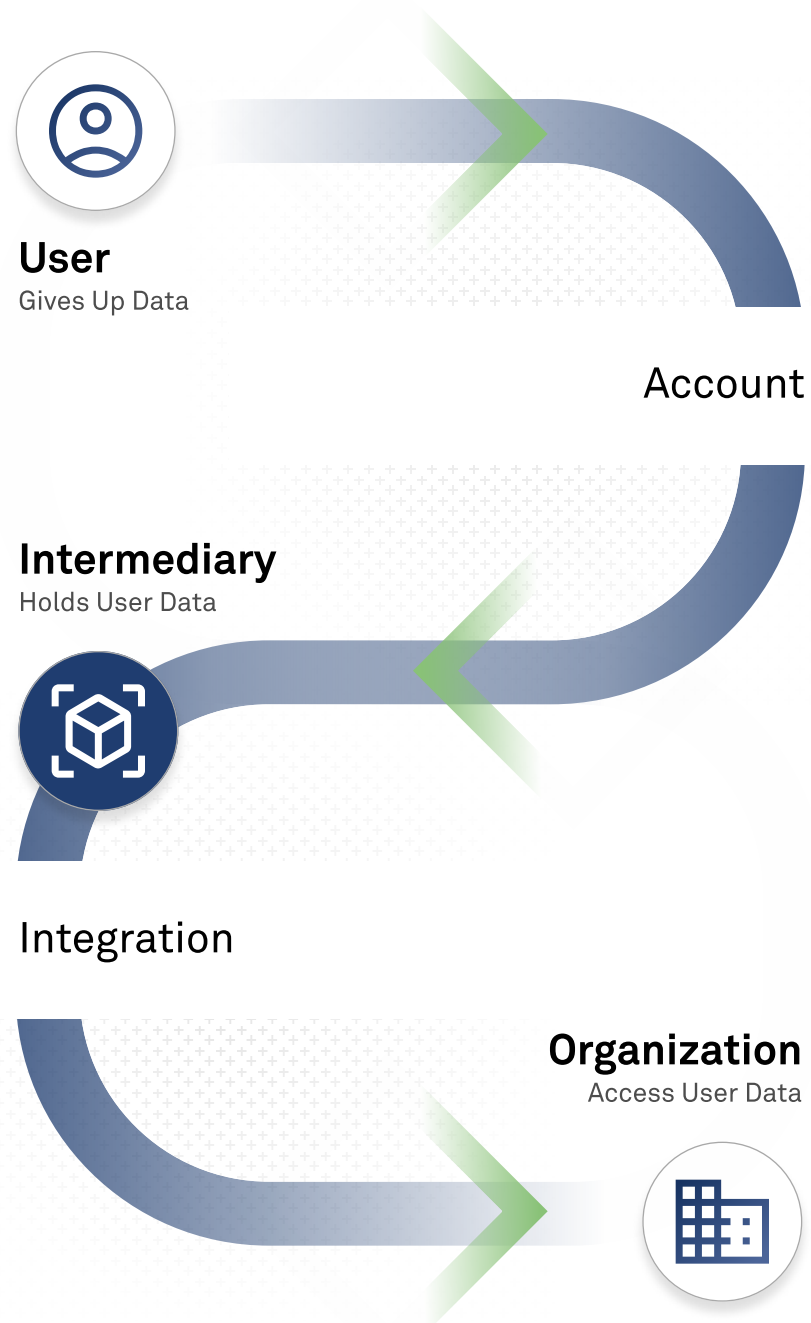 User
Gives Up Data
Account
Intermediary
Holds User Data
Integration
Organization
Access User Data